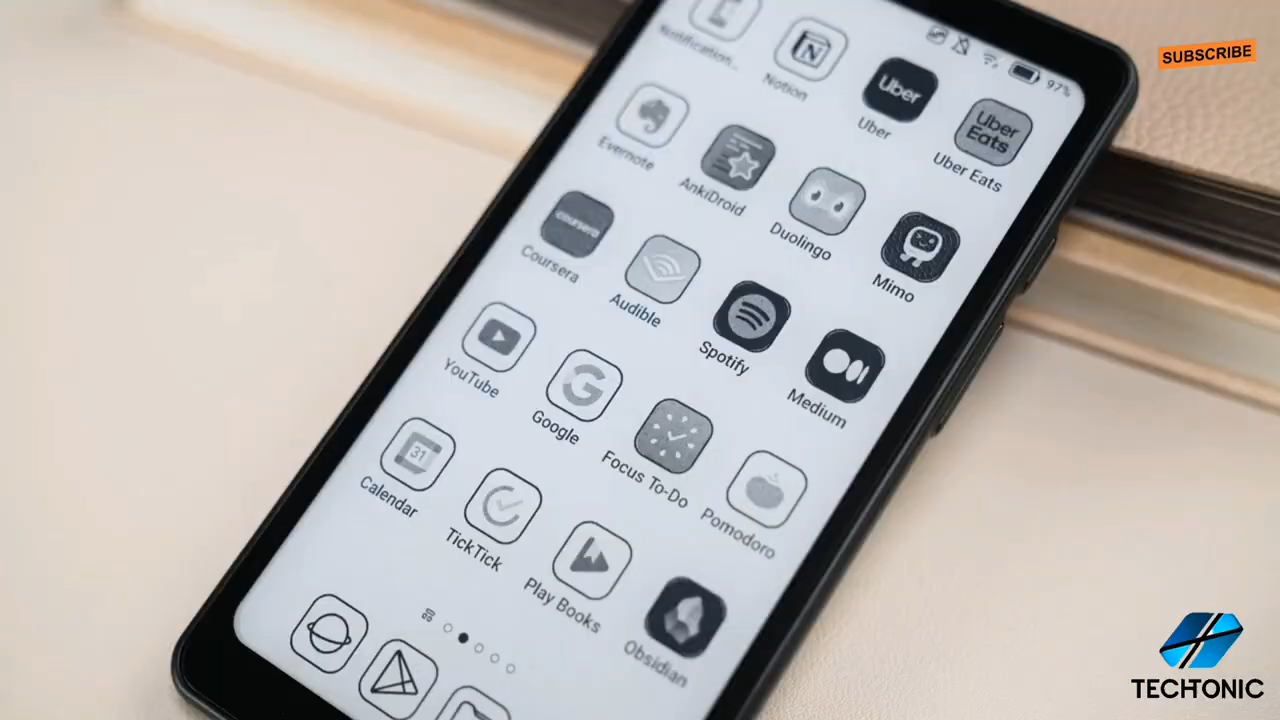 SUBSCRIBE
97%
Notification...
Notion
Uber
Uber
Uber
Eats
Uber Eats
Evernote
AnkiDroid
Duolingo
Mimo
coursera
Coursera
Audible
Spotify
Medium
YouTube
G
Google
Focus To-Do
Pomodoro
31
Calendar
TickTick
Play Books
Obsidian
TECHTONIC